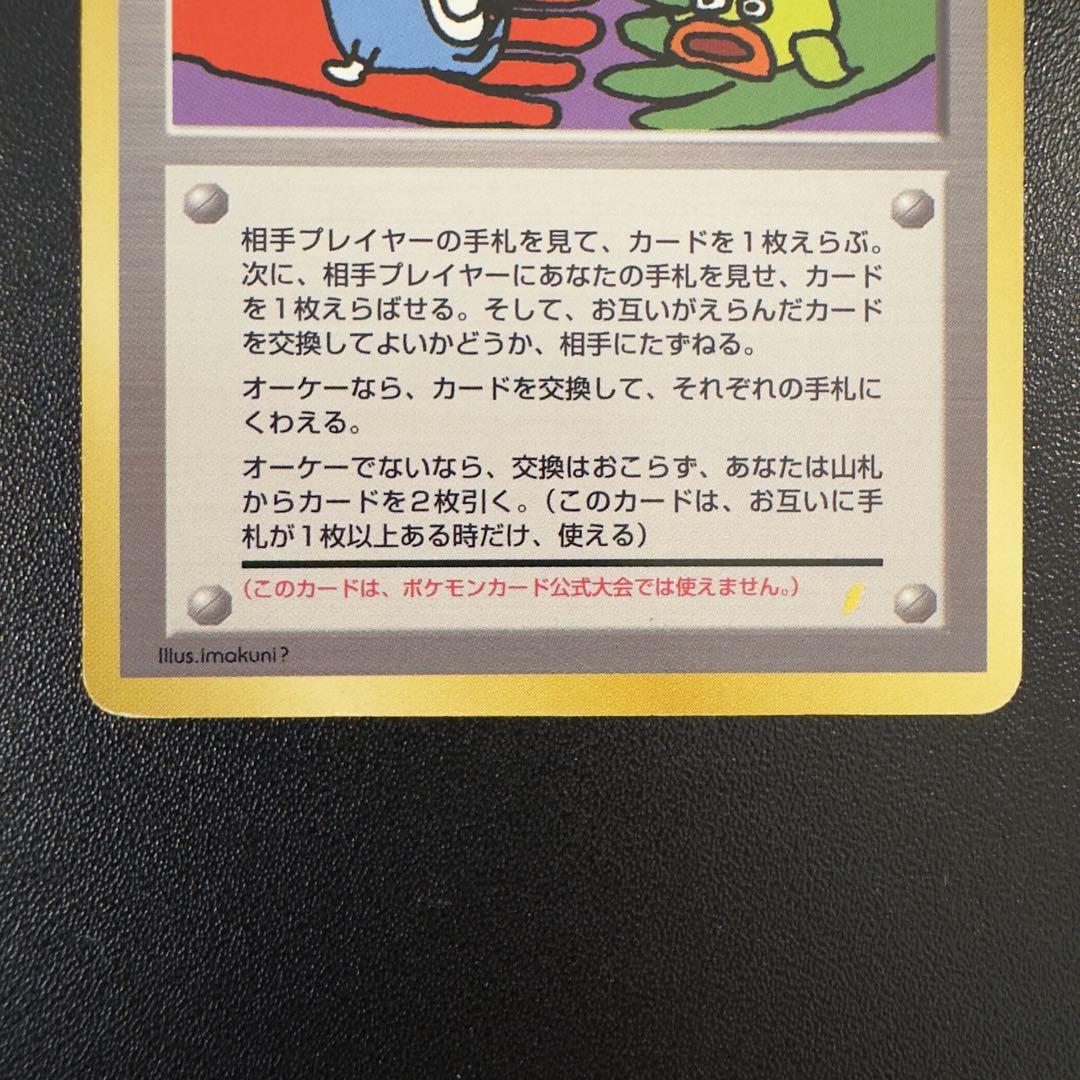 相手プレイヤーの手札を見て、カードを1枚えらぶ。
次に、相手プレイヤーにあなたの手札を見せ、カード
を1枚えらばせる。そして、お互いがえらんだカード
を交換してよいかどうか、相手にたずねる。
オーケーなら、カードを交換して、それぞれの手札に
くわえる。
オーケーでないなら、交換はおこらず、あなたは山札
からカードを2枚引く。（このカードは、お互いに手
札が1枚以上ある時だけ、使える）
（このカードは、ポケモンカード公式大会では使えません。）
Illus.imakuni?